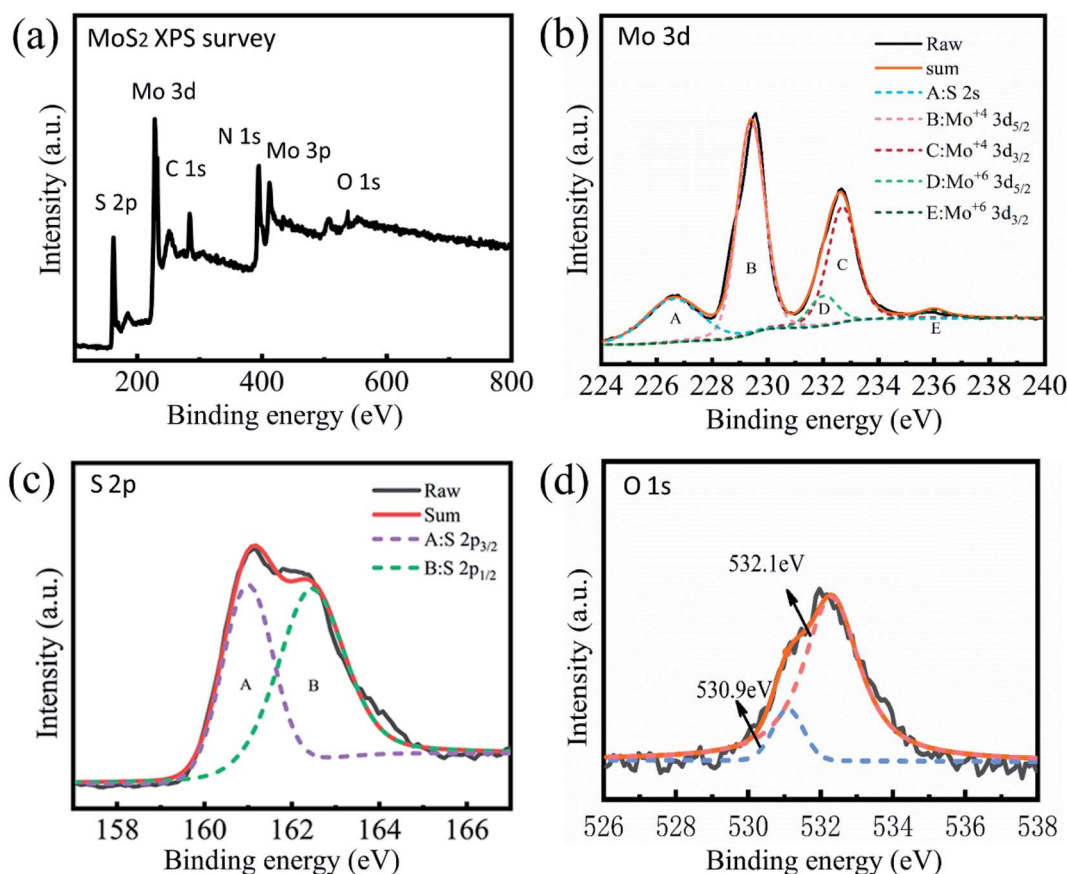 (a)
MoS2 XPS survey
Mo 3d
N 1s
C 1s
Mo 3p
S 2p
O 1s
Intensity (a.u.)
200 400 600 800
Binding energy (eV)
(b)
Mo 3d
Raw
sum
A:S 2s
B:Mo+4 3d5/2
C:Mo+4 3d3/2
D:Mo+6 3d5/2
E:Mo+6 3d3/2
A
B
C
D
E
Intensity (a.u.)
224 226 228 230 232 234 236 238 240
Binding energy (eV)
(c)
S 2p
Raw
Sum
A:S 2p3/2
B:S 2p1/2
A
B
Intensity (a.u.)
158 160 162 164 166
Binding energy (eV)
(d)
O 1s
532.1eV
530.9eV
Intensity (a.u.)
526 528 530 532 534 536 538
Binding energy (eV)